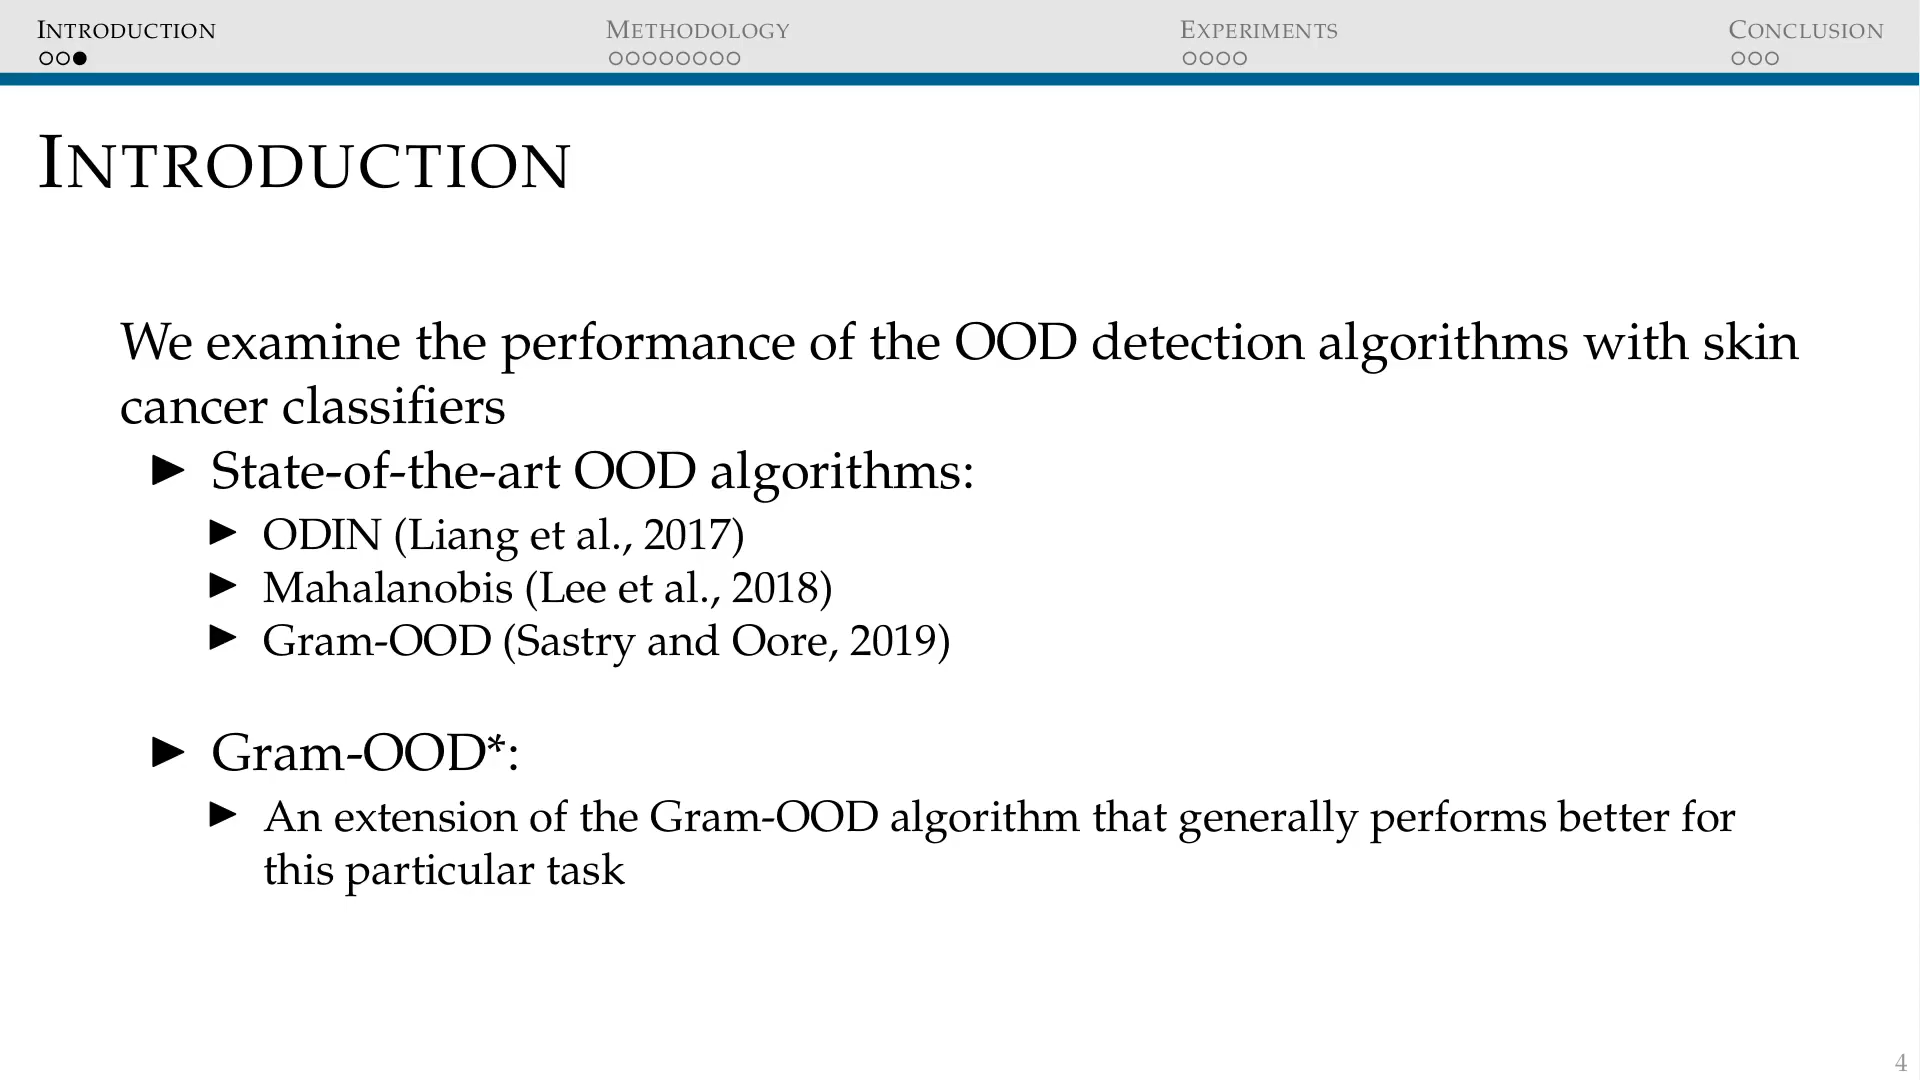 INTRODUCTION
METHODOLOGY
EXPERIMENTS
CONCLUSION
INTRODUCTION
We examine the performance of the OOD detection algorithms with skin
cancer classifiers
▶ State-of-the-art OOD algorithms:
▶ ODIN (Liang et al., 2017)
▶ Mahalanobis (Lee et al., 2018)
▶ Gram-OOD (Sastry and Oore, 2019)
▶ Gram-OOD*:
▶ An extension of the Gram-OOD algorithm that generally performs better for
this particular task
4